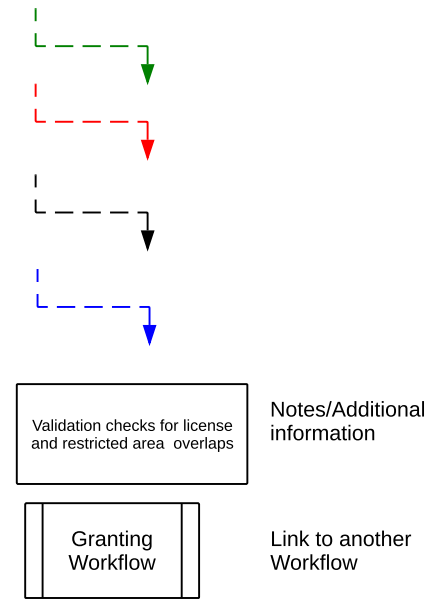 Validation checks for license
and restricted area overlaps
Notes/Additional
information
Granting
Workflow
Link to another
Workflow